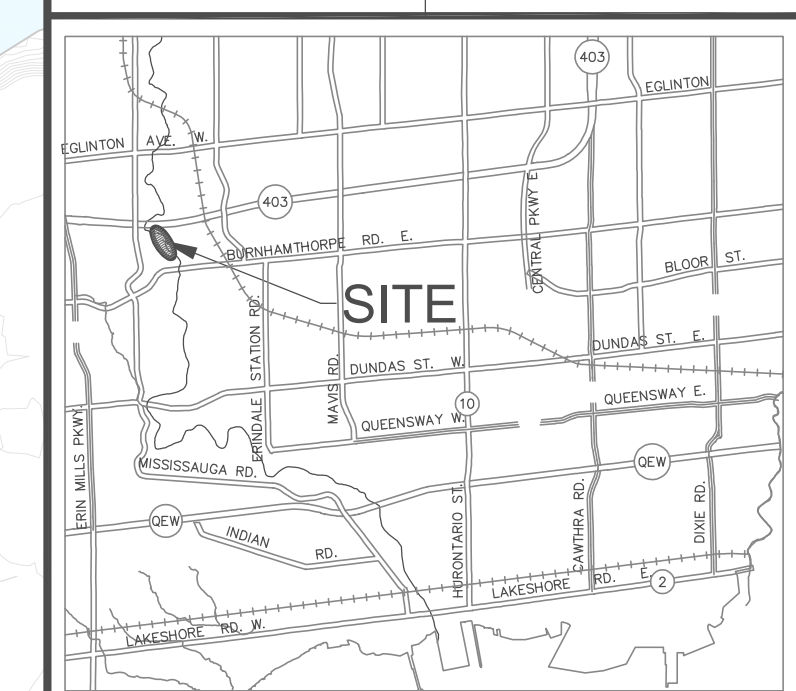 403
EGLINTON
EGLINTON AVE. W.
403
CENTRAL PKWY E
BURNHAMTHORPE RD. E.
BLOOR ST.
SITE
ERINDALE STATION RD.
MAVIS RD.
DUNDAS ST. E.
DUNDAS ST. W.
10
QUEENSWAY E.
QUEENSWAY W.
ERIN MILLS PKWY.
MISSISSAUGA RD.
QEW
QEW
INDIAN RD.
HURONTARIO ST.
CAWTHRA RD.
DIXIE RD.
LAKESHORE RD. E.
2
LAKESHORE RD. W.